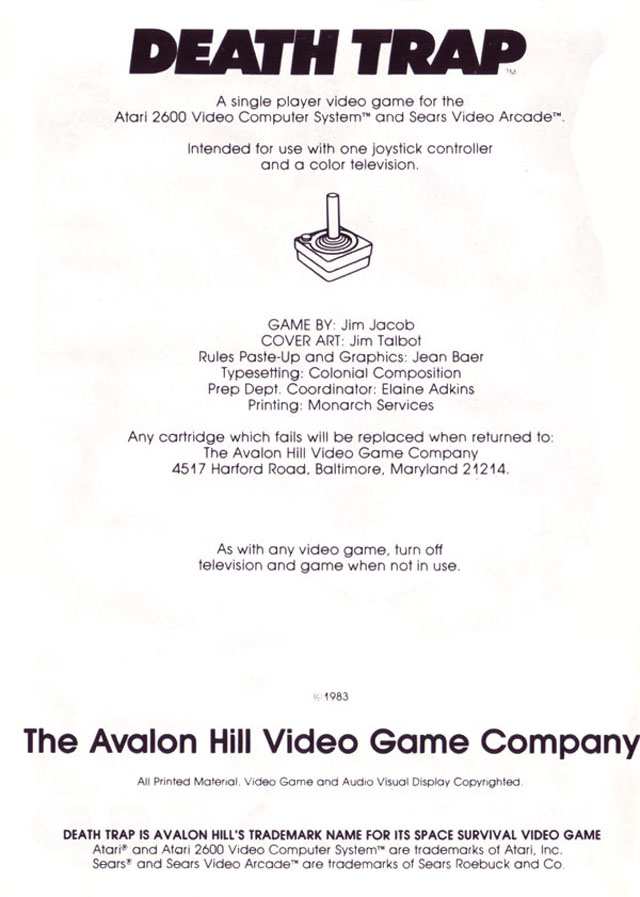 DEATH TRAP™
A single player video game for the
Atari 2600 Video Computer System™ and Sears Video Arcade™.
Intended for use with one joystick controller
and a color television.
GAME BY: Jim Jacob
COVER ART: Jim Talbot
Rules Paste-Up and Graphics: Jean Baer
Typesetting: Colonial Composition
Prep Dept. Coordinator: Elaine Adkins
Printing: Monarch Services
Any cartridge which fails will be replaced when returned to:
The Avalon Hill Video Game Company
4517 Harford Road, Baltimore, Maryland 21214.
As with any video game, turn off
television and game when not in use.
© 1983
The Avalon Hill Video Game Company
All Printed Material, Video Game and Audio Visual Display Copyrighted.
DEATH TRAP IS AVALON HILL'S TRADEMARK NAME FOR ITS SPACE SURVIVAL VIDEO GAME
Atari® and Atari 2600 Video Computer System™ are trademarks of Atari, Inc.
Sears® and Sears Video Arcade™ are trademarks of Sears Roebuck and Co.